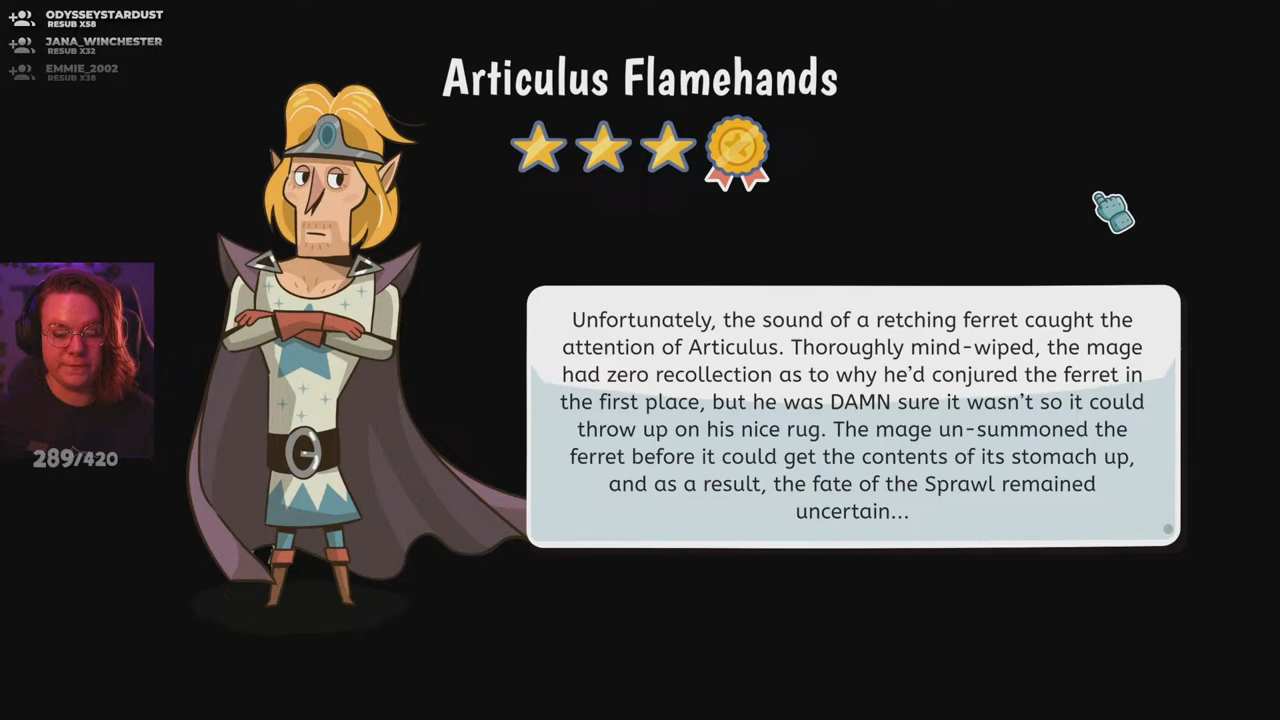 ODYSSEYSTARDUST
RESUB X58
JANA_WINCHESTER
RESUB X32
EMMIE_2002
RESUB X38
Articulus Flamehands
Unfortunately, the sound of a retching ferret caught the
attention of Articulus. Thoroughly mind-wiped, the mage
had zero recollection as to why he’d conjured the ferret in
the first place, but he was DAMN sure it wasn’t so it could
throw up on his nice rug. The mage un-summoned the
ferret before it could get the contents of its stomach up,
and as a result, the fate of the Sprawl remained
uncertain...
289/420